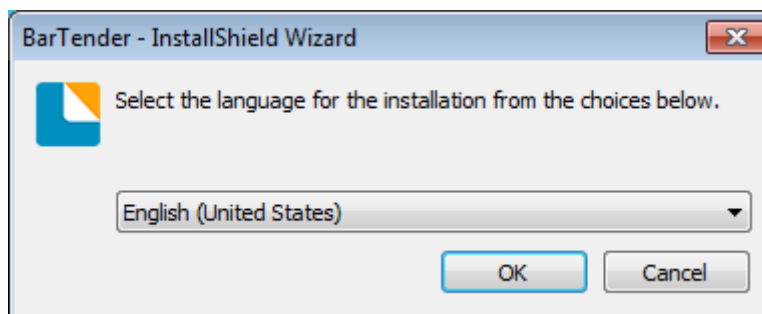 BarTender - InstallShield Wizard
Select the language for the installation from the choices below.
English (United States)
OK
Cancel